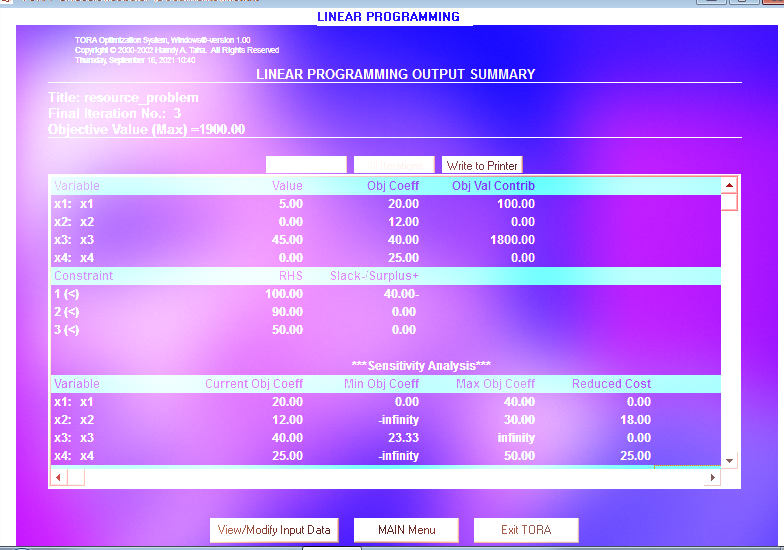 LINEAR PROGRAMMING
TORA Optimization System, Windows®-version 1.00
Copyright © 2000-2002 Hamdy A. Taha. All Rights Reserved
Thursday, September 16, 2021 10:40
LINEAR PROGRAMMING OUTPUT SUMMARY
Title: resource_problem
Final Iteration No.: 3
Objective Value (Max) =1900.00
Write to Printer
Variable Value Obj Coeff Obj Val Contrib
x1: x1 5.00 20.00 100.00
x2: x2 0.00 12.00 0.00
x3: x3 45.00 40.00 1800.00
x4: x4 0.00 25.00 0.00
Constraint RHS Slack-/Surplus+
1 (<) 100.00 40.00-
2 (<) 90.00 0.00
3 (<) 50.00 0.00
***Sensitivity Analysis***
Variable Current Obj Coeff Min Obj Coeff Max Obj Coeff Reduced Cost
x1: x1 20.00 0.00 40.00 0.00
x2: x2 12.00 -infinity 30.00 18.00
x3: x3 40.00 23.33 infinity 0.00
x4: x4 25.00 -infinity 50.00 25.00
View/Modify Input Data MAIN Menu Exit TORA